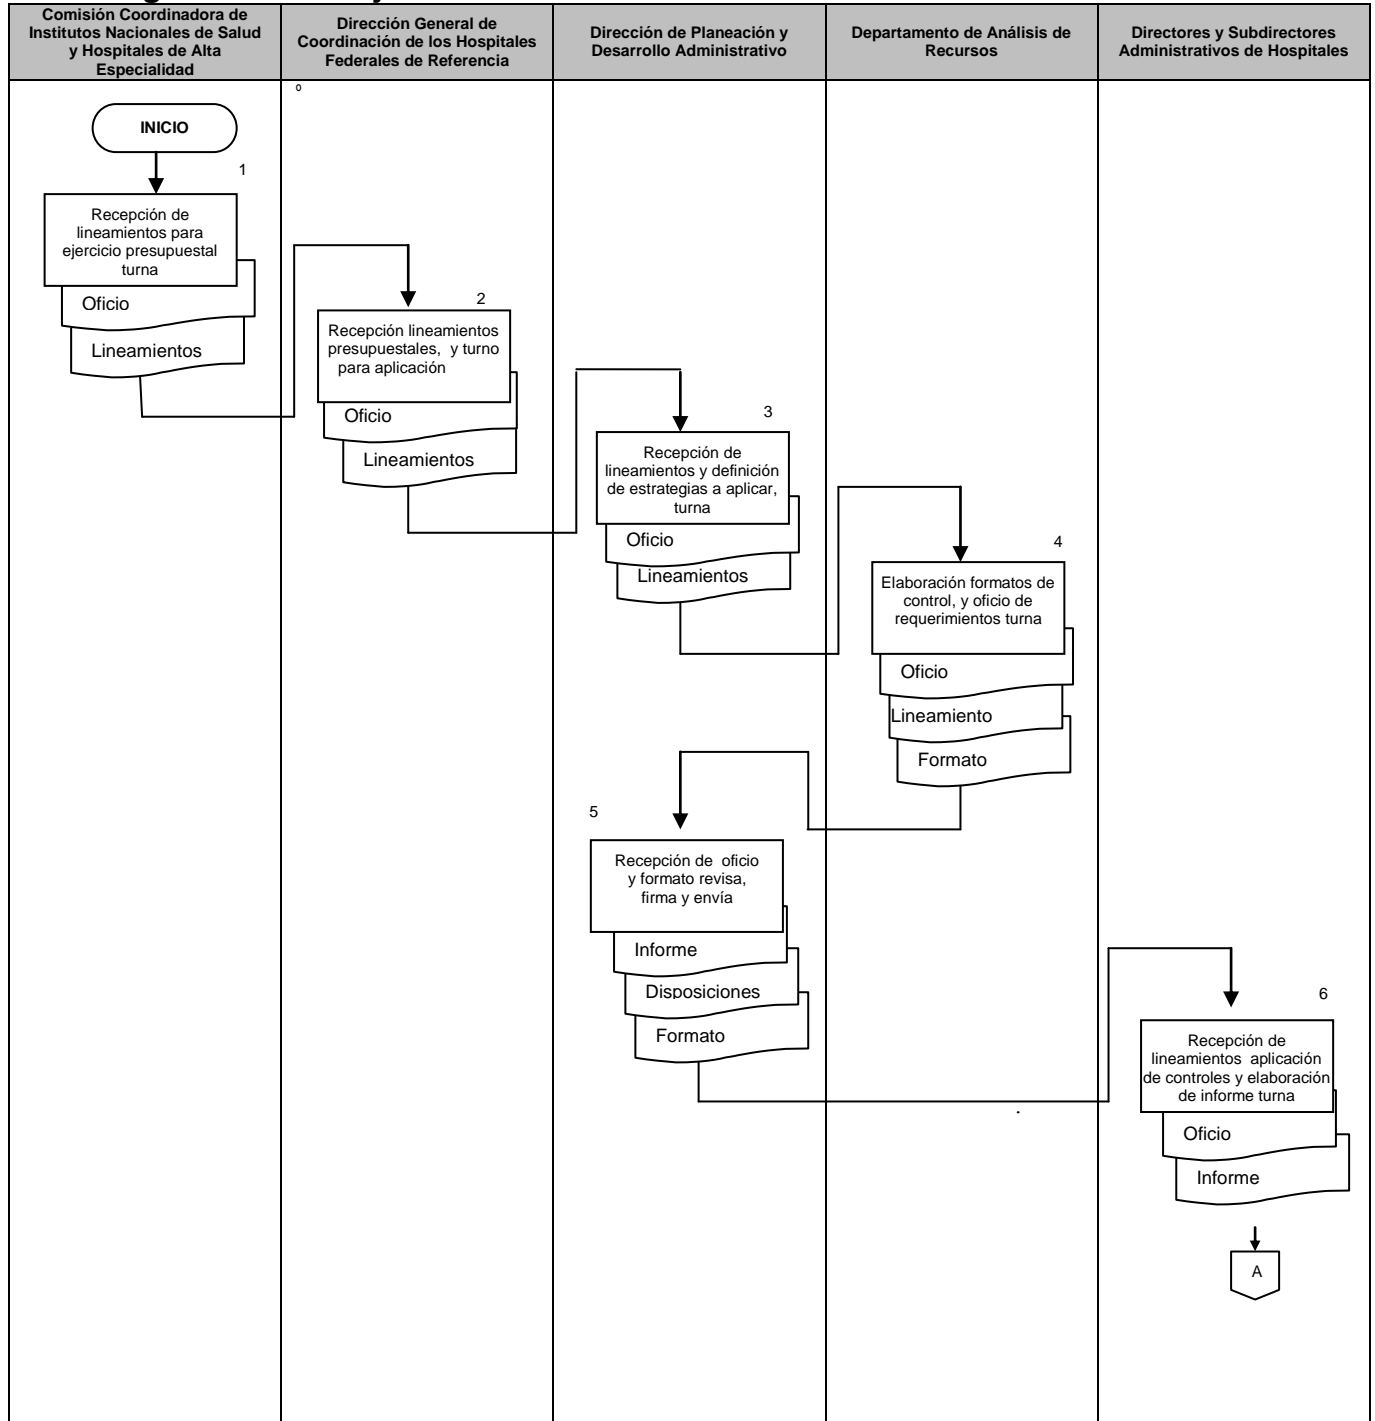 Comisión Coordinadora de
Institutos Nacionales de Salud
y Hospitales de Alta
Especialidad
Dirección General de
Coordinación de los Hospitales
Federales de Referencia
Dirección de Planeación y
Desarrollo Administrativo
Departamento de Análisis de
Recursos
Directores y Subdirectores
Administrativos de Hospitales
o
INICIO
1
Recepción de
lineamientos para
ejercicio presupuestal
turna
Oficio
Lineamientos
2
Recepción lineamientos
presupuestales, y turno
para aplicación
Oficio
Lineamientos
3
Recepción de
lineamientos y definición
de estrategias a aplicar,
turna
Oficio
Lineamientos
4
Elaboración formatos de
control, y oficio de
requerimientos turna
Oficio
Lineamiento
Formato
5
Recepción de oficio
y formato revisa,
firma y envía
Informe
Disposiciones
Formato
6
Recepción de
lineamientos aplicación
de controles y elaboración
de informe turna
Oficio
Informe
.
A